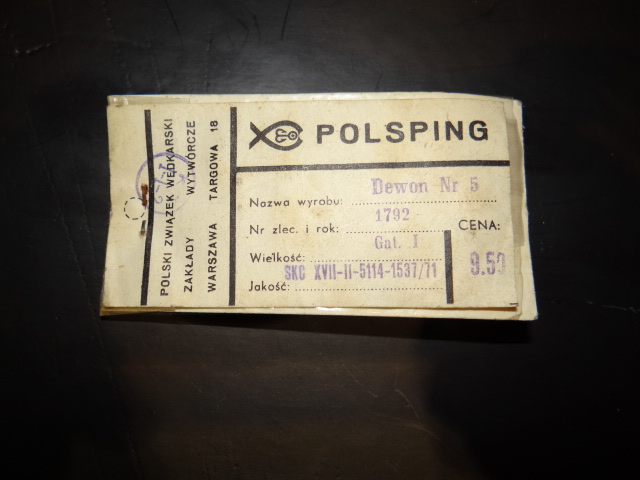 POLSKI ZWIĄZEK WĘDKARSKI
ZAKŁADY WYTWÓRCZE
WARSZAWA TARGOWA 18
POLSPING
Nazwa wyrobu: Dewon Nr 5
Nr zlec. i rok: 1792
Wielkość: Gat. I
SKC XVII-II-5114-1537/71
Jakość:
CENA:
9.50